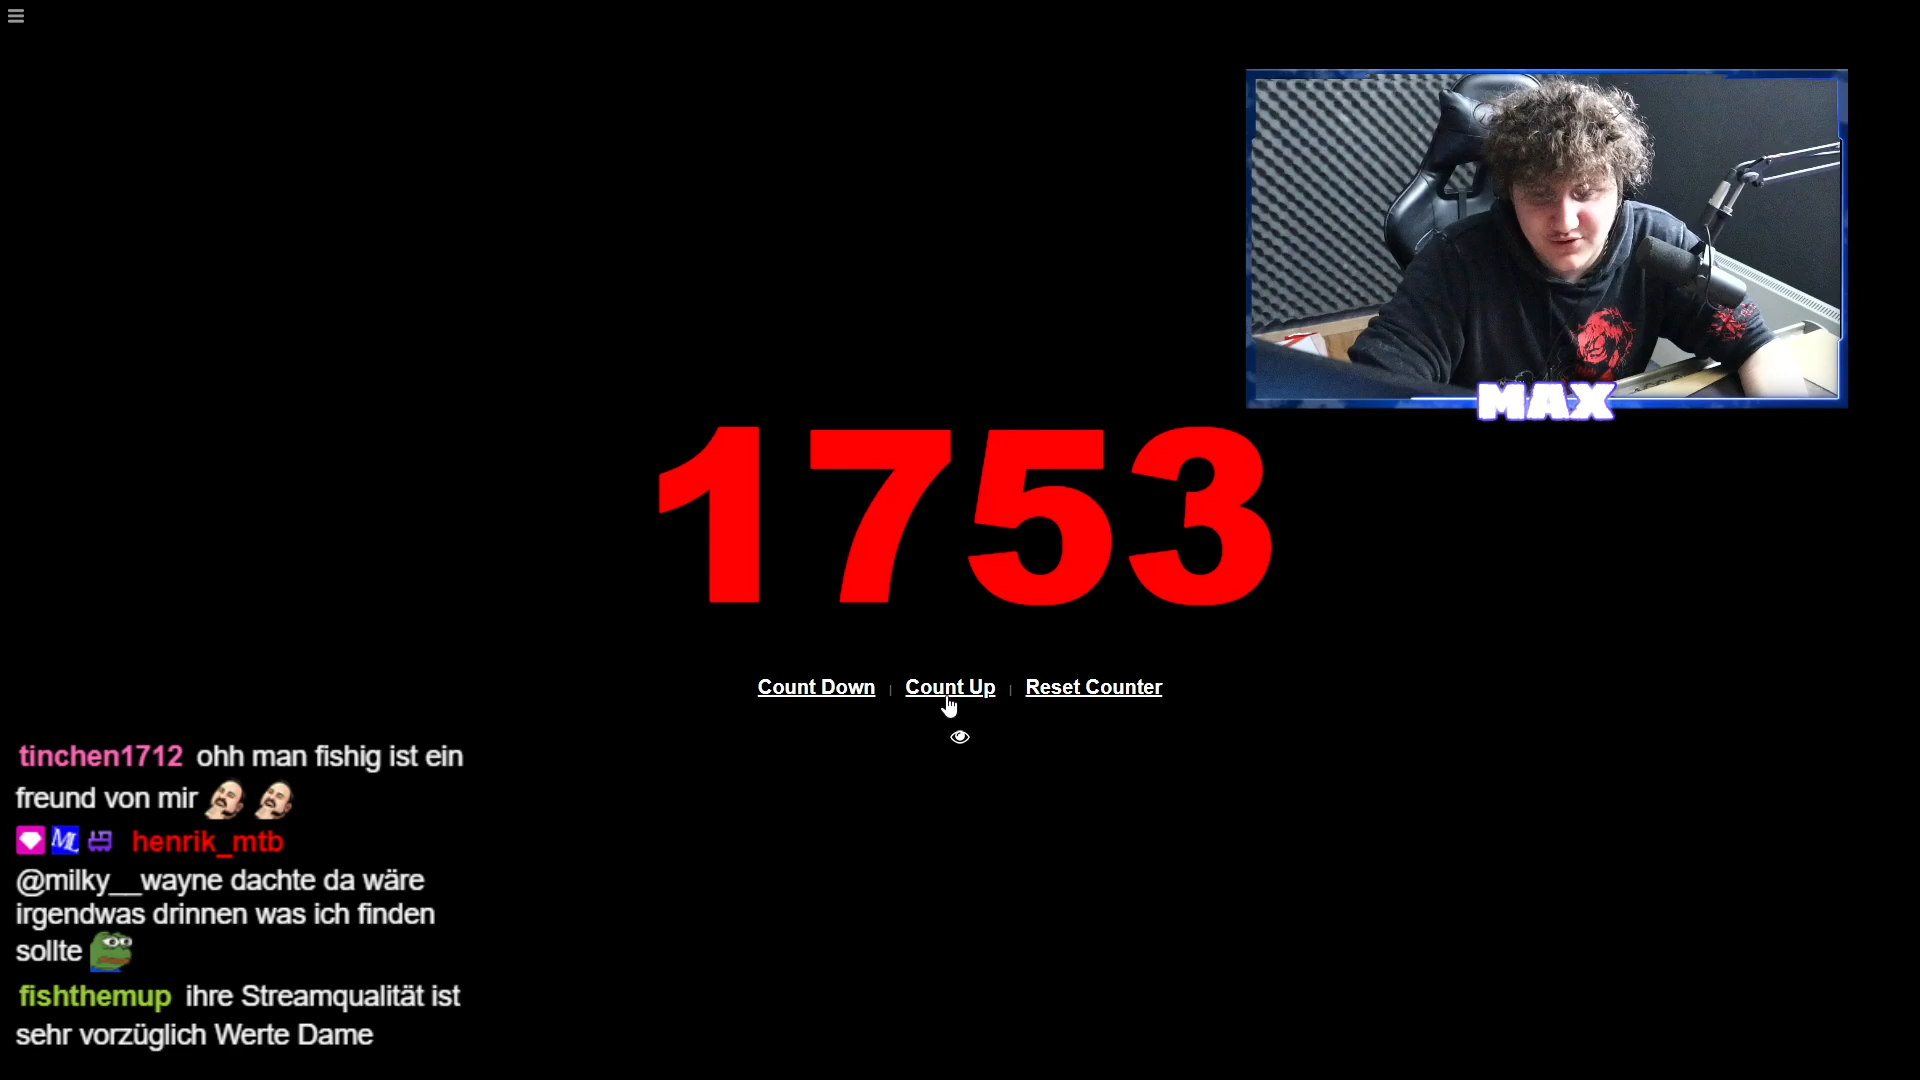 MAX
1753
Count Down | Count Up | Reset Counter
tinchen1712 ohh man fishig ist ein
freund von mir
ML henrik_mtb
@milky__wayne dachte da wäre
irgendwas drinnen was ich finden
sollte
fishthemup ihre Streamqualität ist
sehr vorzüglich Werte Dame